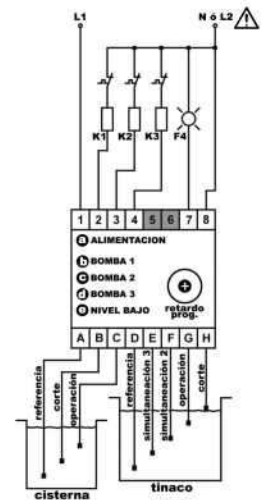 L1
N ó L2
K1
K2
K3
F4
1 2 3 4 5 6 7 8
a ALIMENTACION
b BOMBA 1
c BOMBA 2
d BOMBA 3
e NIVEL BAJO
retardo
prog.
A B C D E F G H
referencia
corte
operación
referencia
simultaneación 3
simultaneación 2
operación
corte
cisterna
tinaco